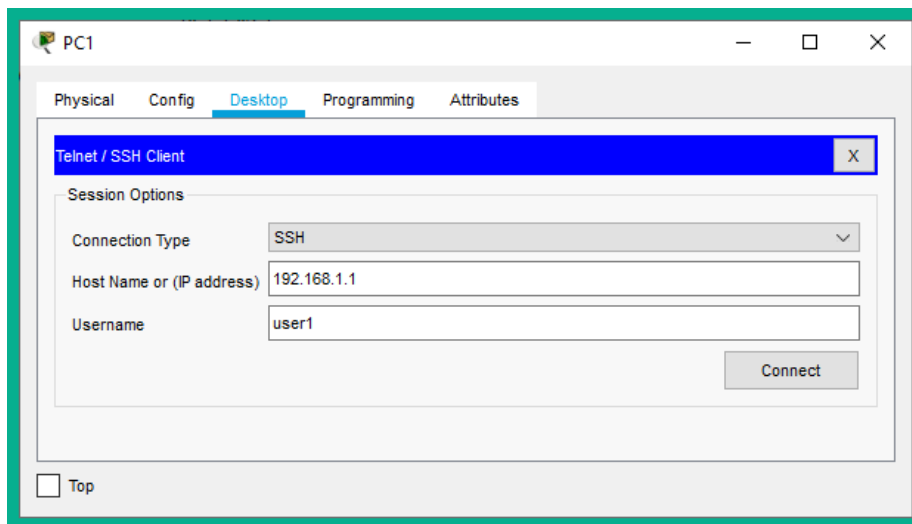 PC1
Physical Config Desktop Programming Attributes
Telnet / SSH Client X
Session Options
Connection Type SSH
Host Name or (IP address) 192.168.1.1
Username user1
Connect
Top